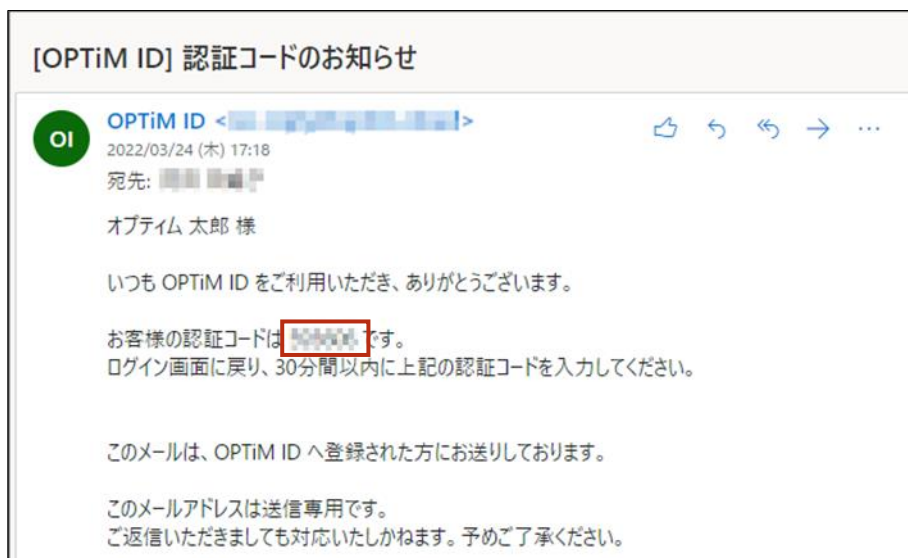 [OPTiM ID] 認証コードのお知らせ
OI
OPTiM ID < >
2022/03/24 (木) 17:18
宛先:
オプティム 太郎 様
いつも OPTiM ID をご利用いただき、ありがとうございます。
お客様の認証コードは です。
ログイン画面に戻り、30分間以内に上記の認証コードを入力してください。
このメールは、OPTiM ID へ登録された方にお送りしております。
このメールアドレスは送信専用です。
ご返信いただきましても対応いたしかねます。予めご了承ください。